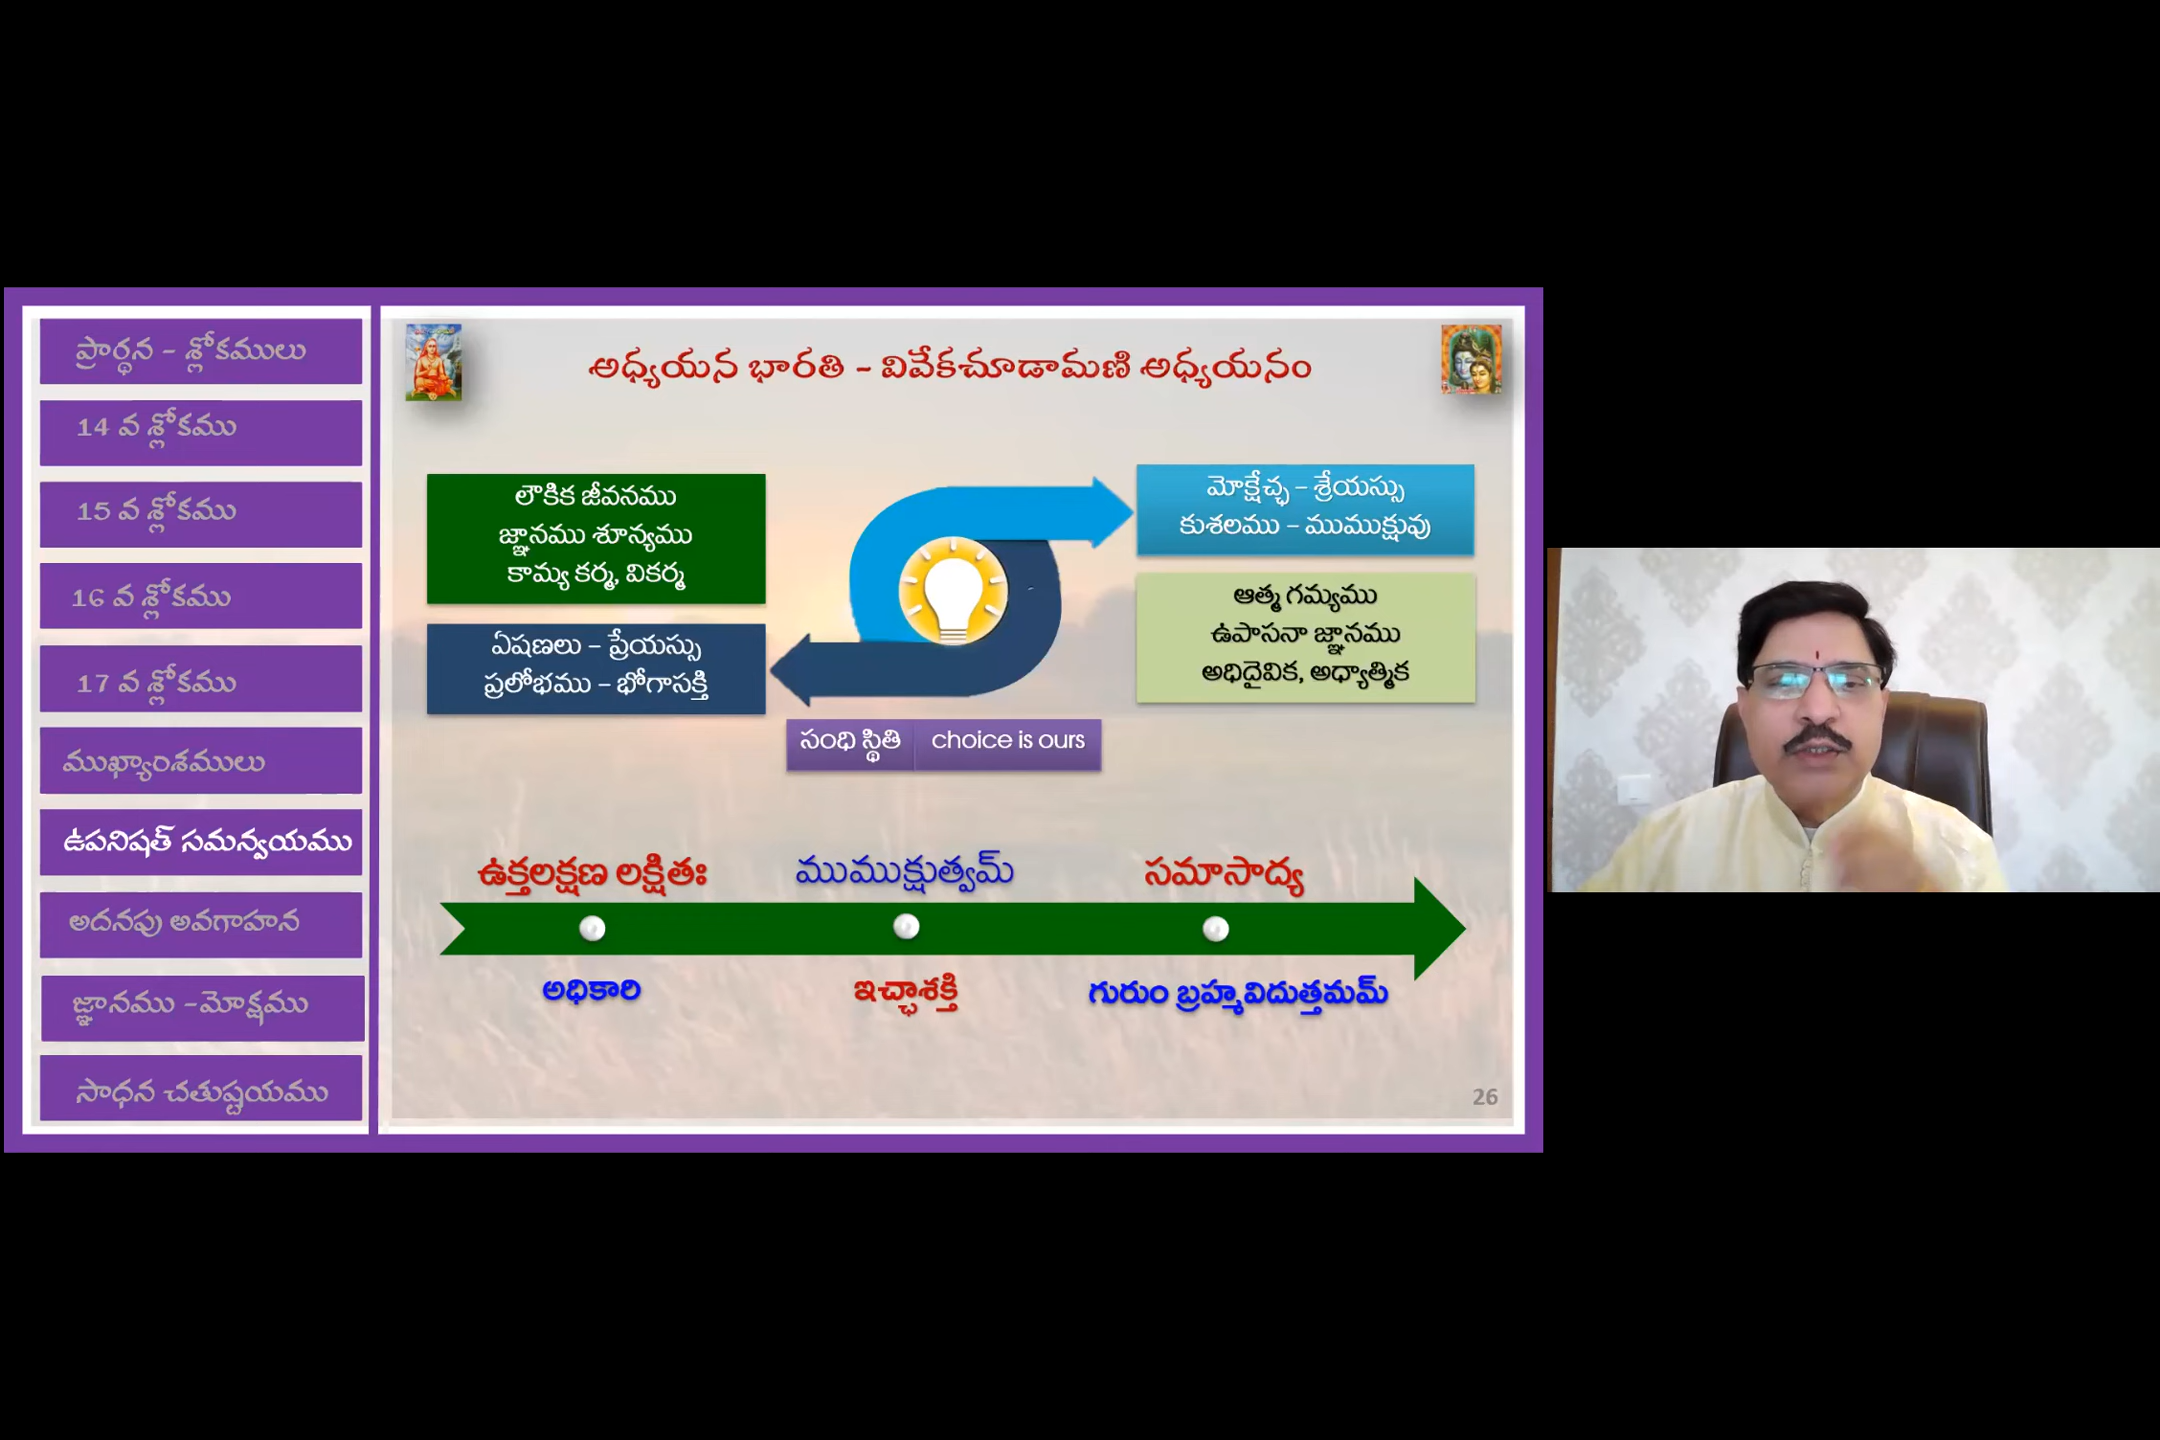 ప్రార్థన - శ్లోకములు
14 వ శ్లోకము
15 వ శ్లోకము
16 వ శ్లోకము
17 వ శ్లోకము
ముఖ్యాంశములు
ఉపనిషత్ సమన్వయము
అదనపు అవగాహన
జ్ఞానము -మోక్షము
సాధన చతుష్టయము
అధ్యయన భారతి - వివేకచూడామణి అధ్యయనం
లౌకిక జీవనము
జ్ఞానము శూన్యము
కామ్య కర్మ, వికర్మ
ఏషణలు – ప్రేయస్సు
ప్రలోభము – భోగాసక్తి
మోక్షేచ్ఛ – శ్రేయస్సు
కుశలము – ముముక్షువు
ఆత్మ గమ్యము
ఉపాసనా జ్ఞానము
అధిదైవిక, అధ్యాత్మిక
సంధి స్థితి choice is ours
ఉక్తలక్షణ లక్షితః ముముక్షుత్వమ్ సమాసాద్య
అధికారి ఇచ్ఛాశక్తి గురుం బ్రహ్మవిదుత్తమమ్
26